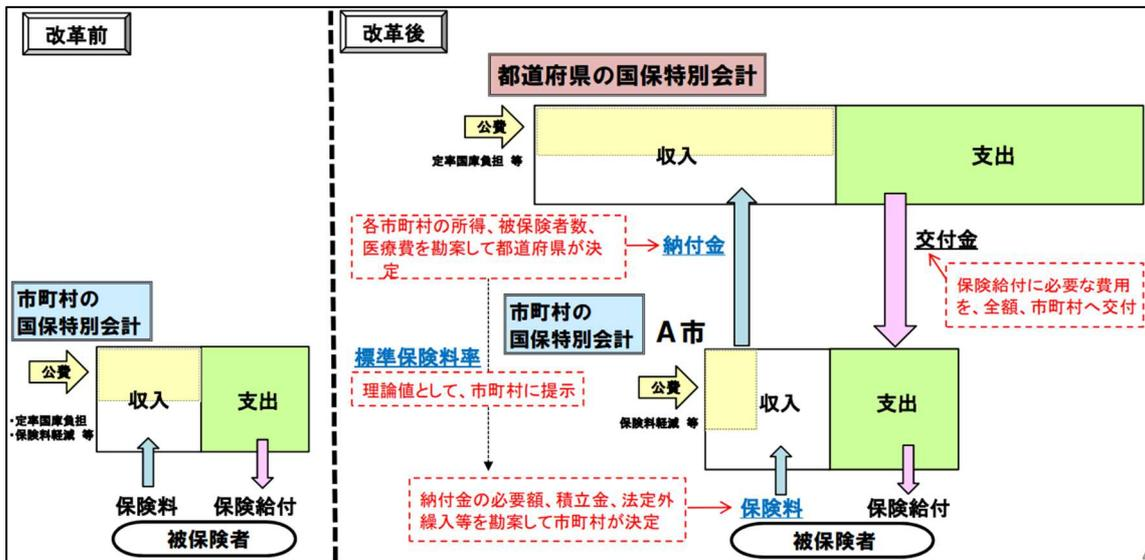 改革前
市町村の
国保特別会計
公費
・定率国庫負担
・保険料軽減 等
収入
支出
保険料
保険給付
被保険者
改革後
都道府県の国保特別会計
公費
定率国庫負担 等
収入
支出
各市町村の所得、被保険者数、
医療費を勘案して都道府県が決
定
納付金
交付金
保険給付に必要な費用
を、全額、市町村へ交付
市町村の
国保特別会計
A市
標準保険料率
理論値として、市町村に提示
公費
保険料軽減 等
収入
支出
納付金の必要額、積立金、法定外
繰入等を勘案して市町村が決定
保険料
保険給付
被保険者